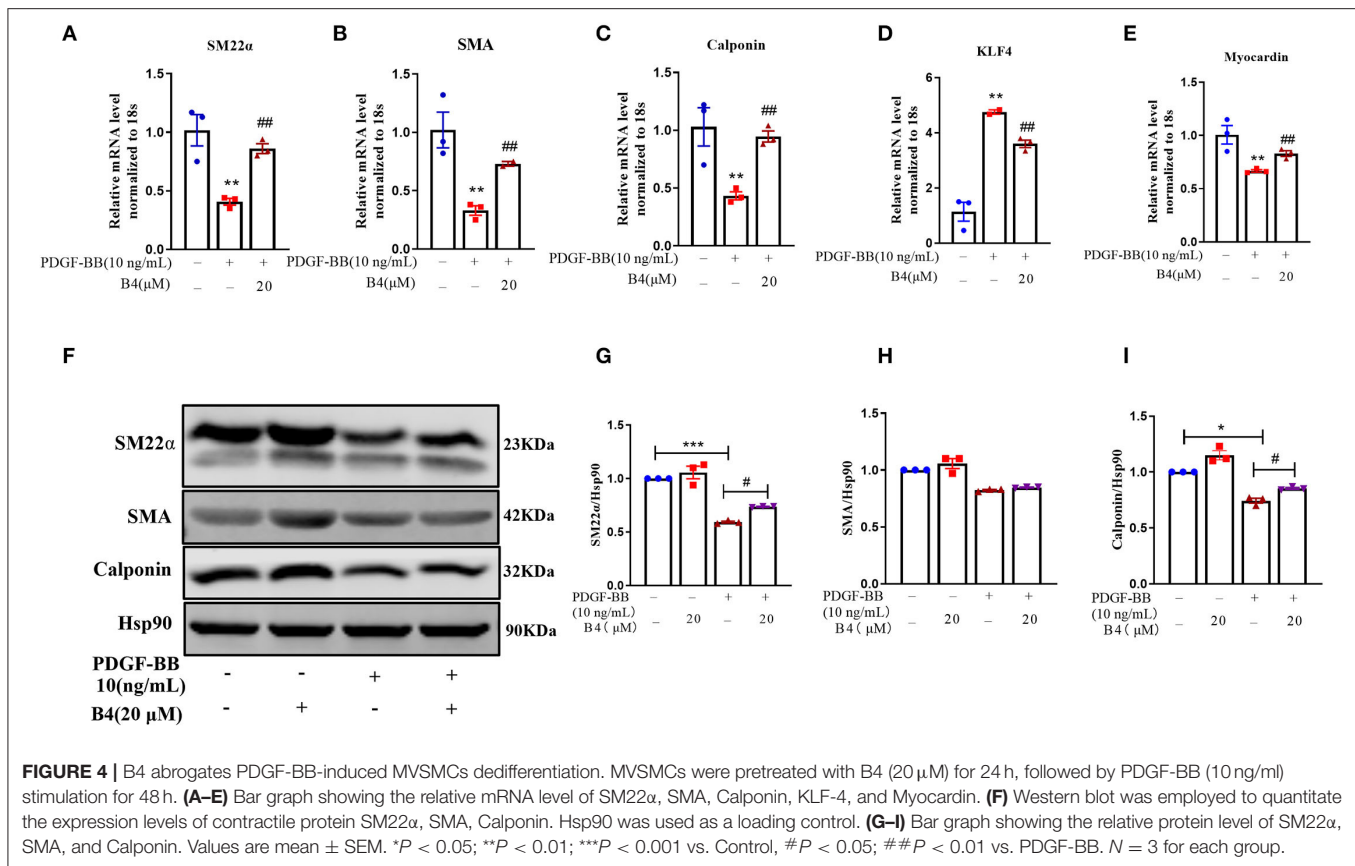 A
SM22α
Relative mRNA level
normalized to 18s
1.5
1.0
0.5
0.0
**
##
PDGF-BB(10 ng/mL) – + +
B4(μM) – – 20
B
SMA
Relative mRNA level
normalized to 18s
1.5
1.0
0.5
0.0
**
##
PDGF-BB(10 ng/mL) – + +
B4(μM) – – 20
C
Calponin
Relative mRNA level
normalized to 18s
1.5
1.0
0.5
0.0
**
##
PDGF-BB(10 ng/mL) – + +
B4(μM) – – 20
D
KLF4
Relative mRNA level
normalized to 18s
6
4
2
0
**
##
PDGF-BB(10 ng/mL) – + +
B4(μM) – – 20
E
Myocardin
Relative mRNA level
normalized to 18s
1.5
1.0
0.5
0.0
**
##
PDGF-BB(10 ng/mL) – + +
B4(μM) – – 20
F
SM22α 23KDa
SMA 42KDa
Calponin 32KDa
Hsp90 90KDa
PDGF-BB
10(ng/mL) - - + +
B4(20 μM) - + - +
G
SM22α/Hsp90
1.5
1.0
0.5
0.0
***
#
PDGF-BB – – + +
(10 ng/mL)
B4( μM) – 20 – 20
H
SMA/Hsp90
1.5
1.0
0.5
0.0
PDGF-BB – – + +
(10 ng/mL)
B4( μM) – 20 – 20
I
Calponin/Hsp90
1.5
1.0
0.5
0.0
*
#
PDGF-BB – – + +
(10 ng/mL)
B4( μM) – 20 – 20
FIGURE 4 | B4 abrogates PDGF-BB-induced MVSMCs dedifferentiation. MVSMCs were pretreated with B4 (20 μM) for 24 h, followed by PDGF-BB (10 ng/ml)
stimulation for 48 h. (A–E) Bar graph showing the relative mRNA level of SM22α, SMA, Calponin, KLF-4, and Myocardin. (F) Western blot was employed to quantitate
the expression levels of contractile protein SM22α, SMA, Calponin. Hsp90 was used as a loading control. (G–I) Bar graph showing the relative protein level of SM22α,
SMA, and Calponin. Values are mean ± SEM. *P < 0.05; **P < 0.01; ***P < 0.001 vs. Control, #P < 0.05; ##P < 0.01 vs. PDGF-BB. N = 3 for each group.